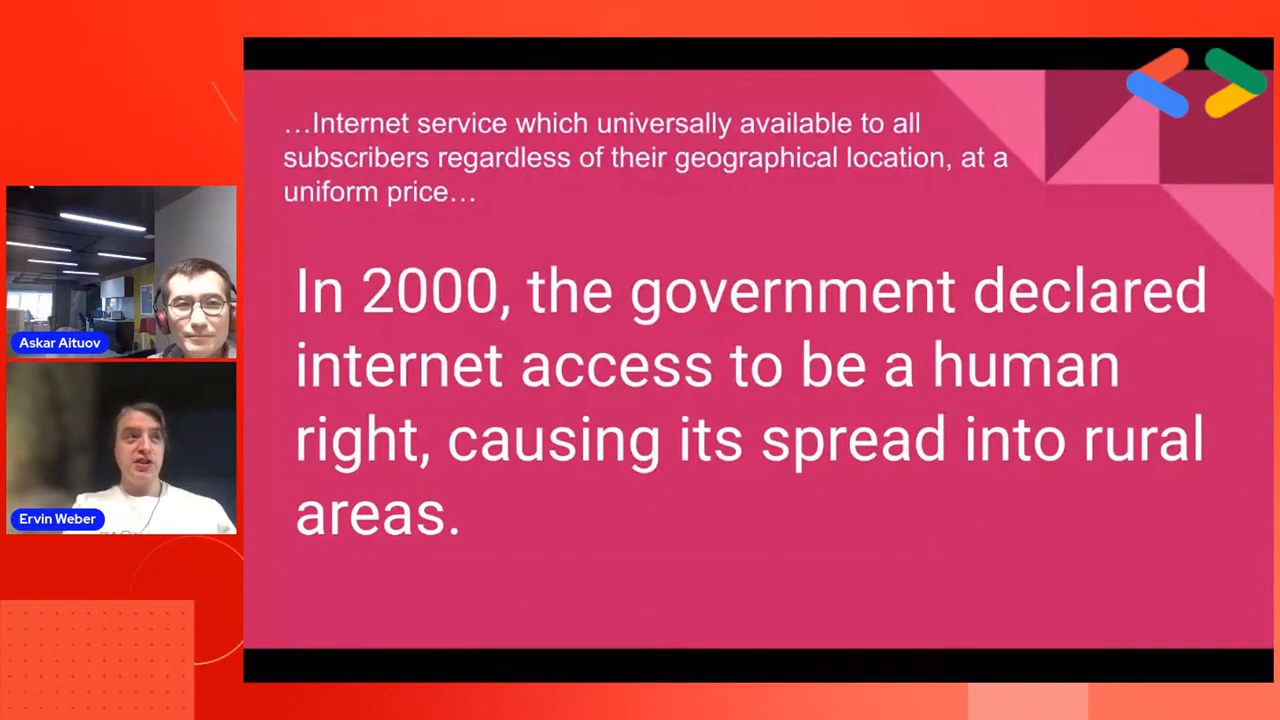 …Internet service which universally available to all
subscribers regardless of their geographical location, at a
uniform price…
In 2000, the government declared
internet access to be a human
right, causing its spread into rural
areas.
Askar Aituov
Ervin Weber